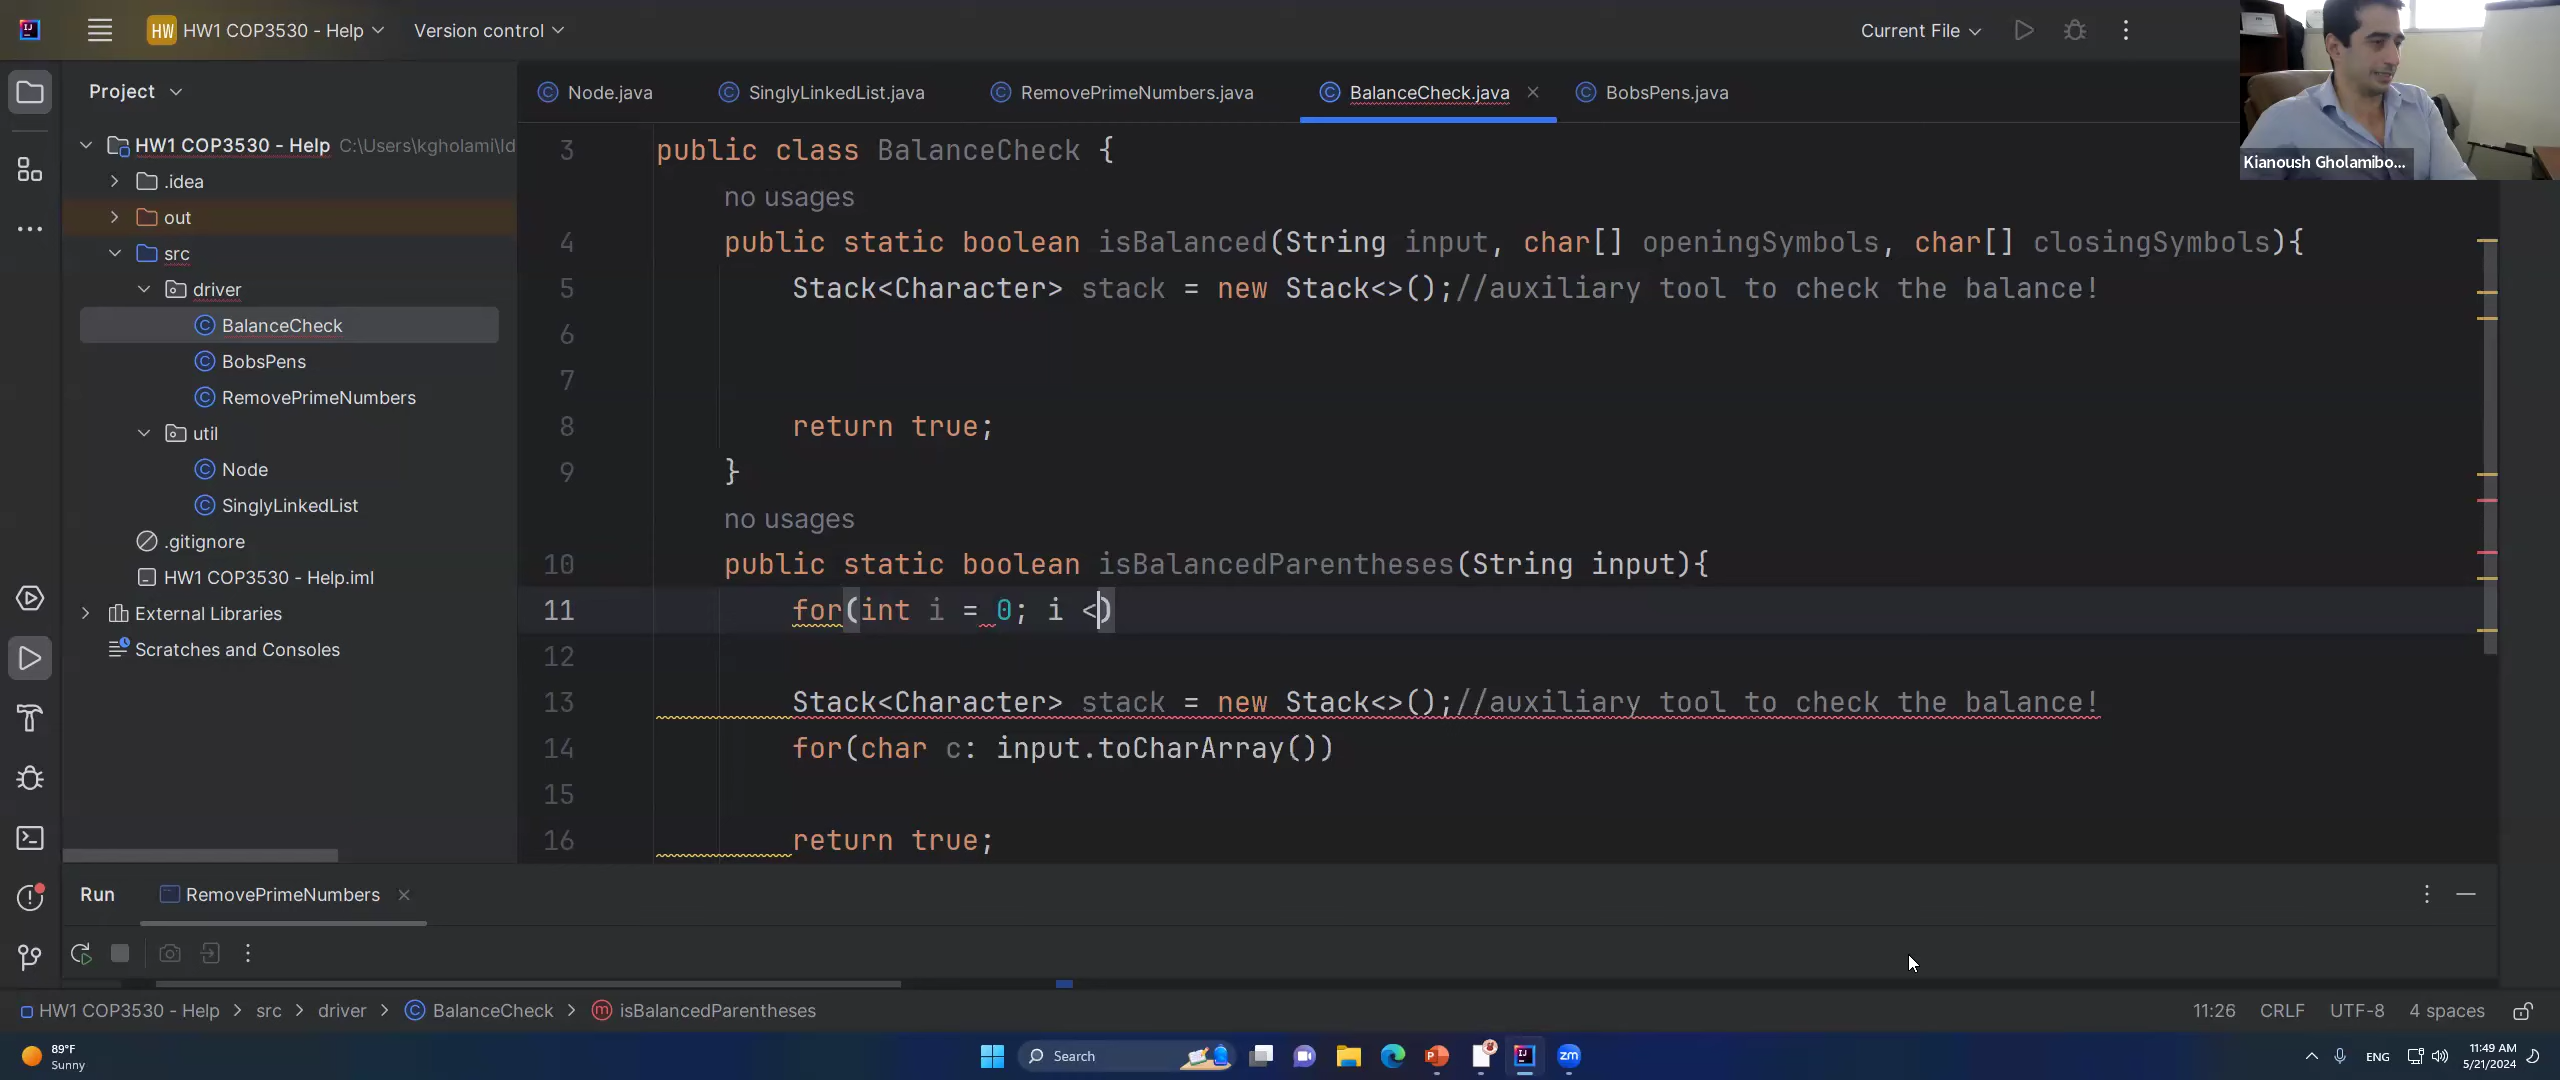 HW HW1 COP3530 - Help Version control Current File
Project
Node.java SinglyLinkedList.java RemovePrimeNumbers.java BalanceCheck.java BobsPens.java
Kianoush Gholamibo...
HW1 COP3530 - Help C:\Users\kgholami\Id
.idea
out
src
driver
BalanceCheck
BobsPens
RemovePrimeNumbers
util
Node
SinglyLinkedList
.gitignore
HW1 COP3530 - Help.iml
External Libraries
Scratches and Consoles
3 public class BalanceCheck {
no usages
4 public static boolean isBalanced(String input, char[] openingSymbols, char[] closingSymbols){
5 Stack<Character> stack = new Stack<>();//auxiliary tool to check the balance!
6
7
8 return true;
9 }
no usages
10 public static boolean isBalancedParentheses(String input){
11 for(int i = 0; i <)
12
13 Stack<Character> stack = new Stack<>();//auxiliary tool to check the balance!
14 for(char c: input.toCharArray())
15
16 return true;
Run RemovePrimeNumbers
HW1 COP3530 - Help > src > driver > BalanceCheck > isBalancedParentheses 11:26 CRLF UTF-8 4 spaces
89°F
Sunny
Search
zm
ENG
11:49 AM
5/21/2024